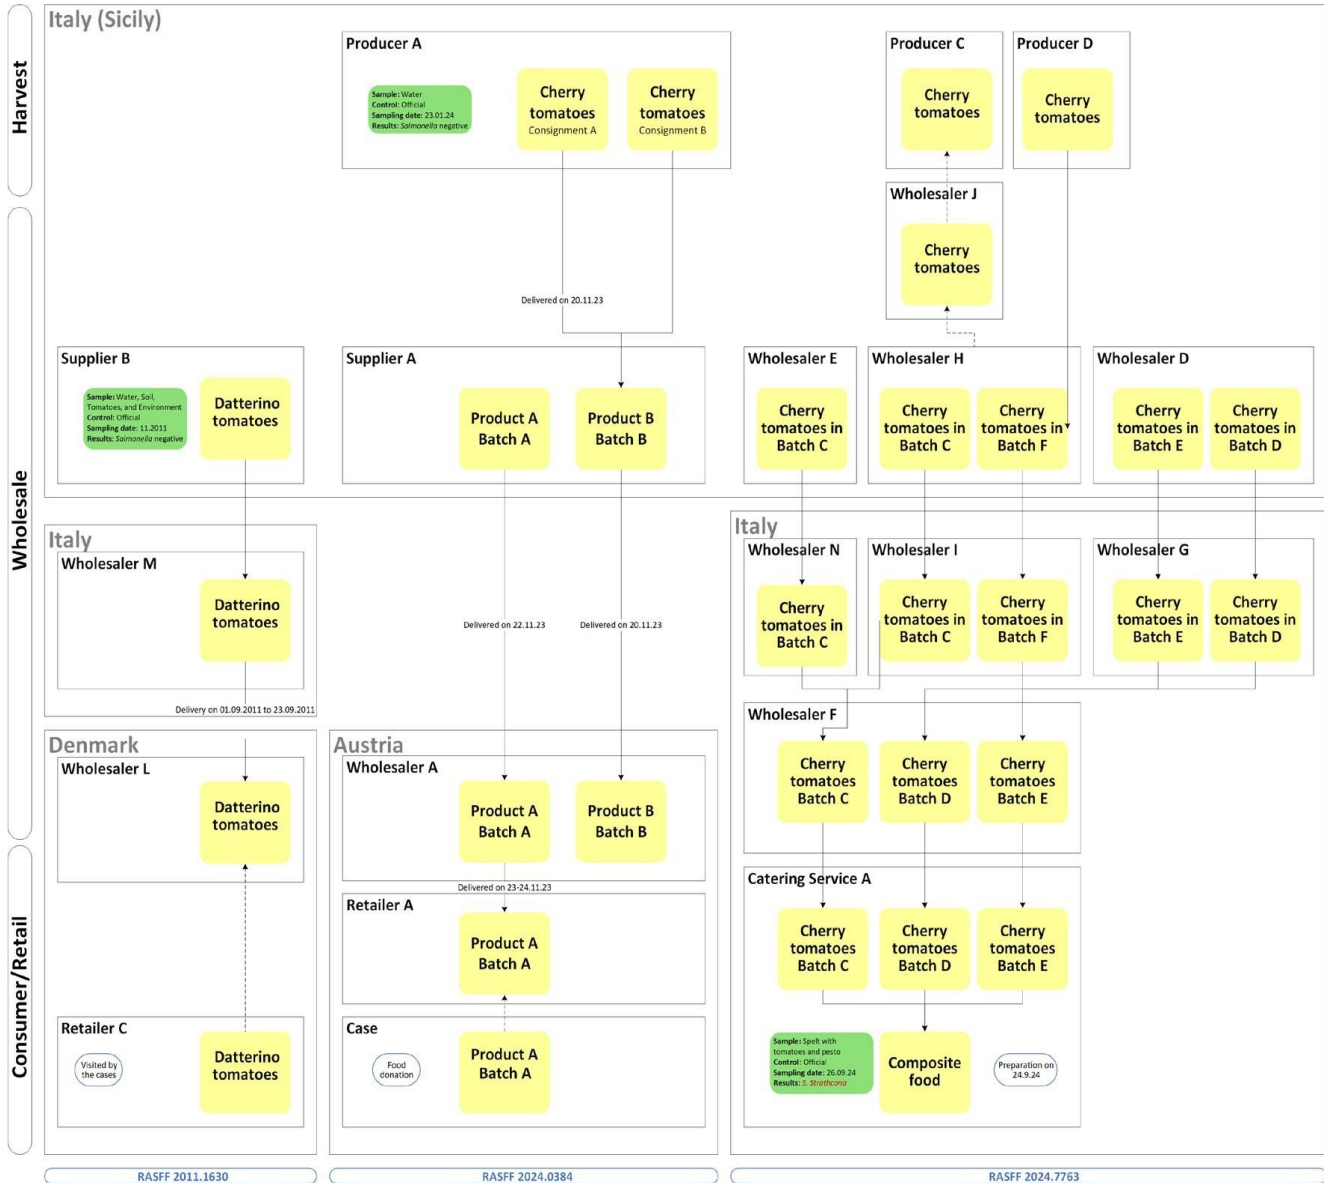 Italy (Sicily)
Harvest
Producer A
Sample: Water
Control: Official
Sampling date: 23.01.24
Results: Salmonella negative
Cherry
tomatoes
Consignment A
Cherry
tomatoes
Consignment B
Producer C
Cherry
tomatoes
Producer D
Cherry
tomatoes
Wholesaler J
Cherry
tomatoes
Delivered on 20.11.23
Wholesale
Supplier B
Sample: Water, Soil,
Tomatoes, and Environment
Control: Official
Sampling date: 11.2011
Results: Salmonella negative
Datterino
tomatoes
Supplier A
Product A
Batch A
Product B
Batch B
Wholesaler E
Cherry
tomatoes in
Batch C
Wholesaler H
Cherry
tomatoes in
Batch C
Cherry
tomatoes in
Batch F
Wholesaler D
Cherry
tomatoes in
Batch E
Cherry
tomatoes in
Batch D
Italy
Wholesaler M
Datterino
tomatoes
Delivery on 01.09.2011 to 23.09.2011
Delivered on 22.11.23
Delivered on 20.11.23
Italy
Wholesaler N
Cherry
tomatoes in
Batch C
Wholesaler I
Cherry
tomatoes in
Batch C
Cherry
tomatoes in
Batch F
Wholesaler G
Cherry
tomatoes in
Batch E
Cherry
tomatoes in
Batch D
Denmark
Wholesaler L
Datterino
tomatoes
Austria
Wholesaler A
Product A
Batch A
Product B
Batch B
Delivered on 23-24.11.23
Wholesaler F
Cherry
tomatoes
Batch C
Cherry
tomatoes
Batch D
Cherry
tomatoes
Batch E
Consumer/Retail
Retailer A
Product A
Batch A
Catering Service A
Cherry
tomatoes
Batch C
Cherry
tomatoes
Batch D
Cherry
tomatoes
Batch E
Retailer C
Visited by
the cases
Datterino
tomatoes
Case
Food
donation
Product A
Batch A
Sample: Spelt with
tomatoes and pesto
Control: Official
Sampling date: 26.09.24
Results: S. Strathcona
Composite
food
Preparation on
24.9.24
RASFF 2011.1630
RASFF 2024.0384
RASFF 2024.7763